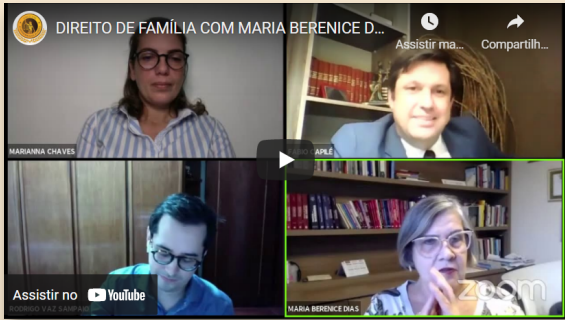 DIREITO DE FAMÍLIA COM MARIA BERENICE D...
Assistir ma...
Compartilh...
MARIANNA CHAVES
CAPILÉ
Assistir no YouTube
RODRIGO VAZ SAMPAIO
zoom
MARIA BERENICE DIAS